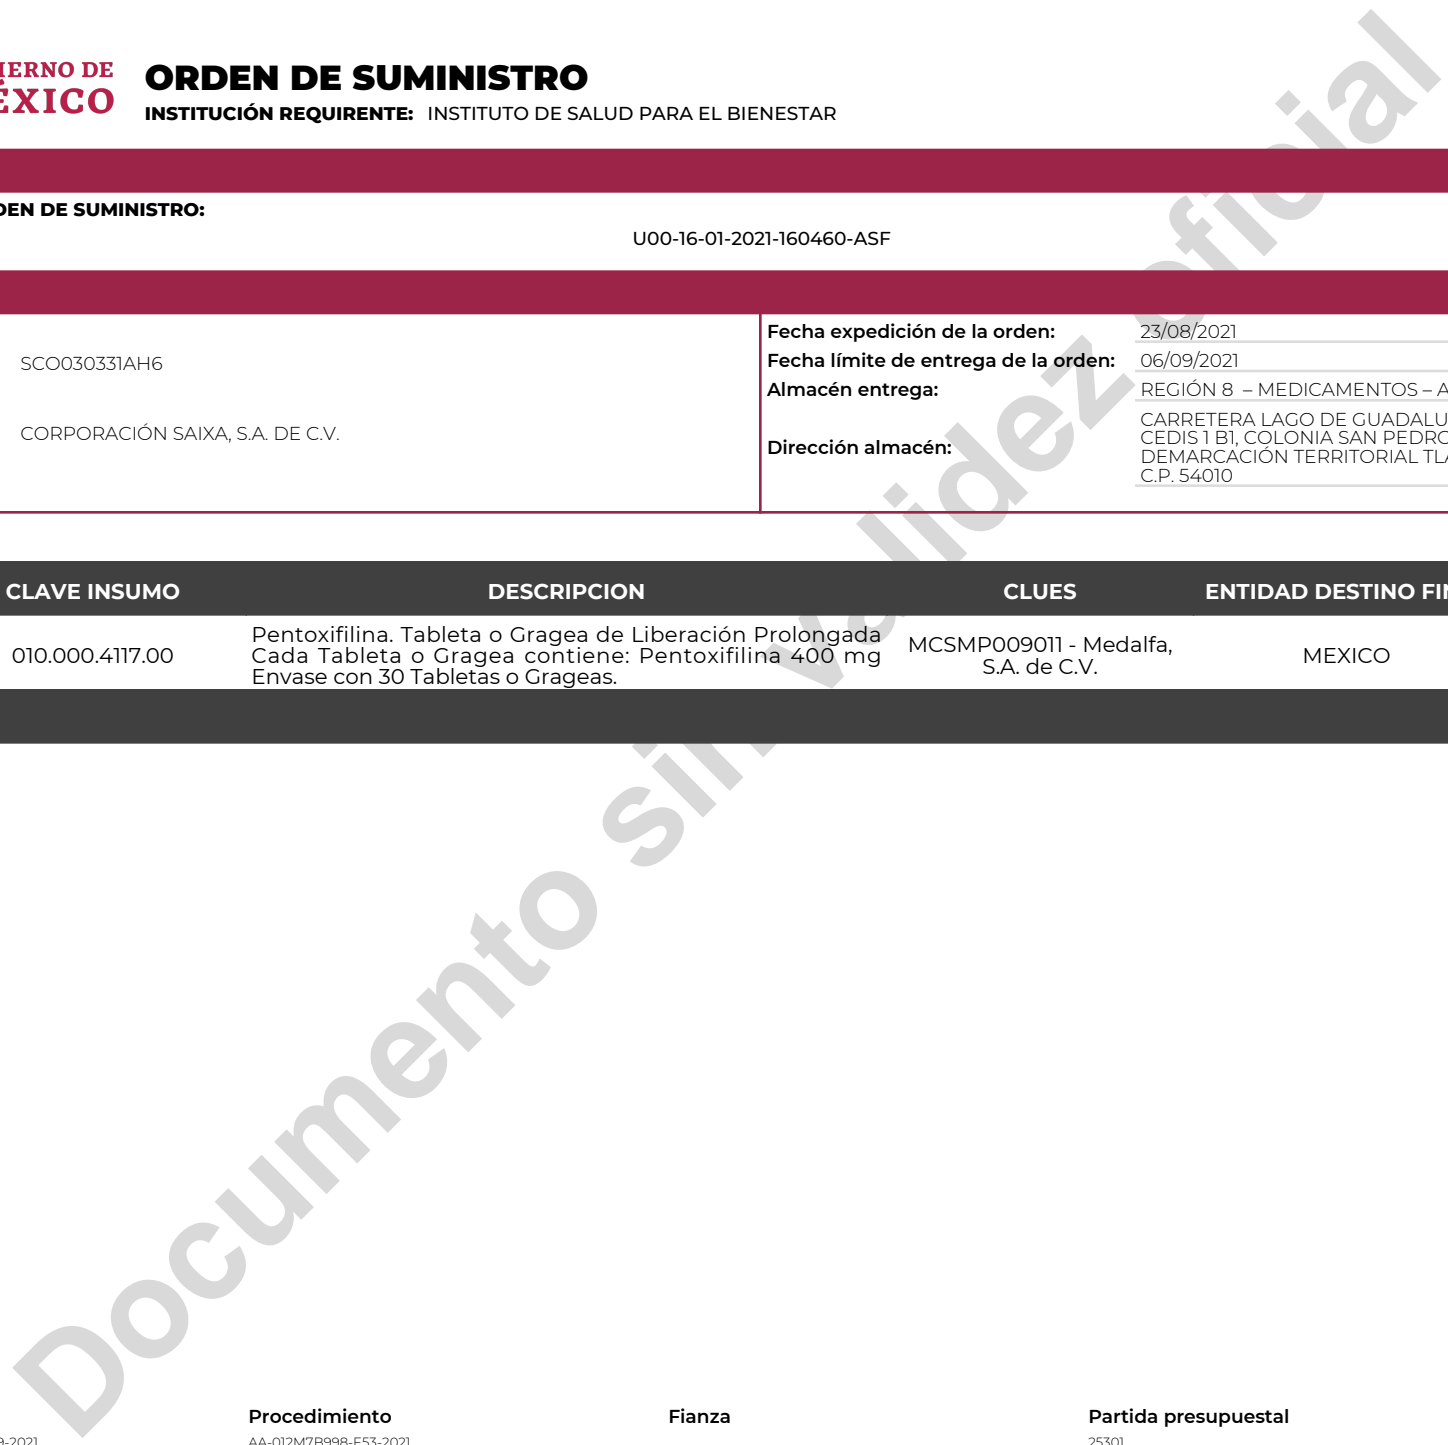 IERNO DE
ÉXICO
ORDEN DE SUMINISTRO
INSTITUCIÓN REQUIRENTE: INSTITUTO DE SALUD PARA EL BIENESTAR
DEN DE SUMINISTRO:
U00-16-01-2021-160460-ASF
SCO030331AH6
CORPORACIÓN SAIXA, S.A. DE C.V.
Fecha expedición de la orden: 23/08/2021
Fecha límite de entrega de la orden: 06/09/2021
Almacén entrega: REGIÓN 8 – MEDICAMENTOS – A
Dirección almacén:
CARRETERA LAGO DE GUADALU
CEDIS 1 B1, COLONIA SAN PEDRO
DEMARCACIÓN TERRITORIAL TLA
C.P. 54010
CLAVE INSUMO DESCRIPCION CLUES ENTIDAD DESTINO FIN
010.000.4117.00
Pentoxifilina. Tableta o Gragea de Liberación Prolongada
Cada Tableta o Gragea contiene: Pentoxifilina 400 mg
Envase con 30 Tabletas o Grageas.
MCSMP009011 - Medalfa,
S.A. de C.V.
MEXICO
Documento sin validez oficial
Procedimiento Fianza Partida presupuestal
9-2021 AA-012M7B998-E53-2021 25301